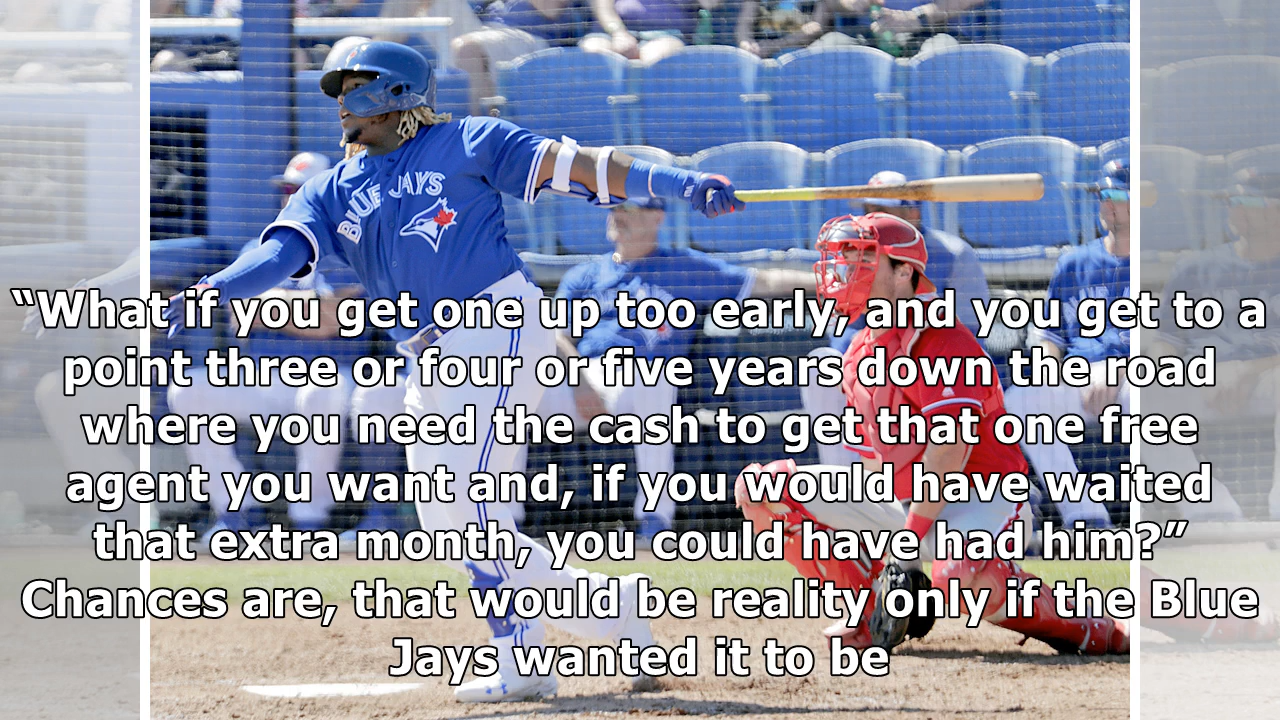 BLUE JAYS
“What if you get one up too early, and you get to a
point three or four or five years down the road
where you need the cash to get that one free
agent you want and, if you would have waited
that extra month, you could have had him?”
Chances are, that would be reality only if the Blue
Jays wanted it to be